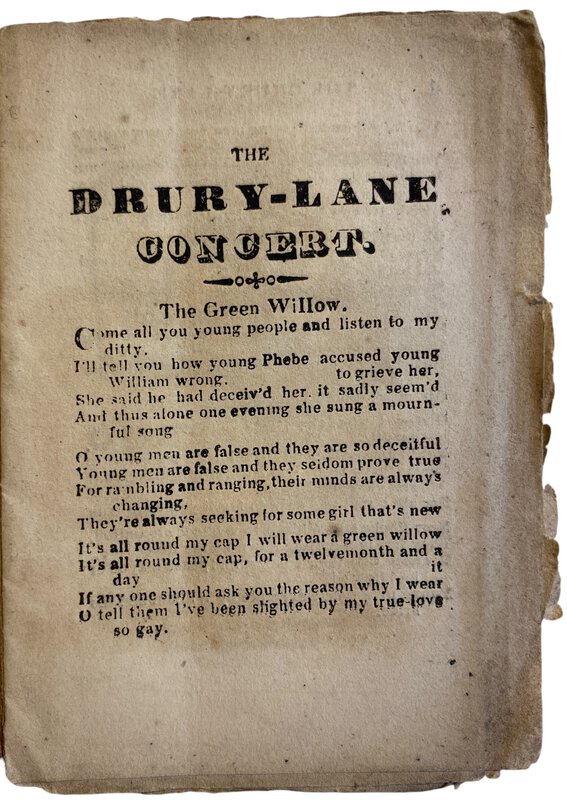 THE
DRURY-LANE
CONCERT.
The Green Willow.
Come all you young people and listen to my
ditty.
I'll tell you how young Phebe accused young
William wrong. to grieve her,
She said he had deceiv'd her. it sadly seem'd
And thus alone one evening she sung a mourn-
ful song
O young men are false and they are so deceitful
Young men are false and they seldom prove true
For rambling and ranging, their minds are always
changing,
They're always seeking for some girl that's new
It's all round my cap I will wear a green willow
It's all round my cap, for a twelvemonth and a
day it
If any one should ask you the reason why I wear
O tell them I've been slighted by my true-love
so gay.